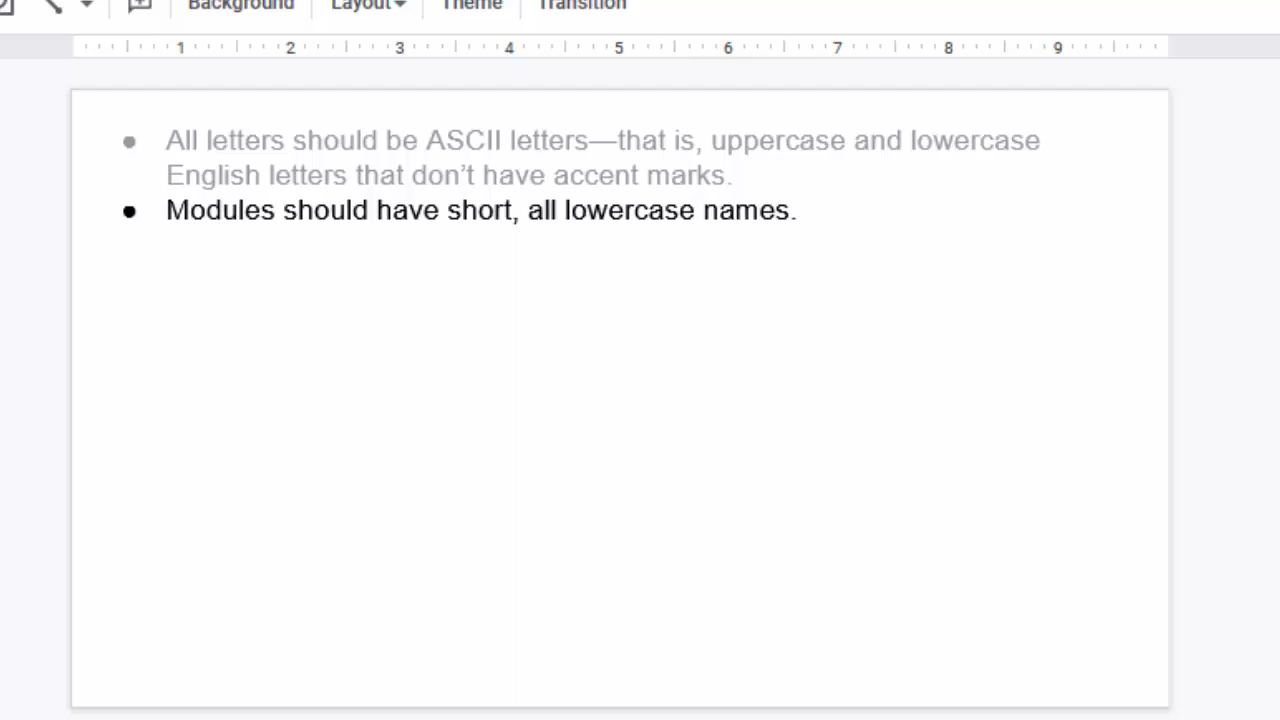 Background Layout Theme Transition
1 2 3 4 5 6 7 8 9
● All letters should be ASCII letters—that is, uppercase and lowercase
English letters that don’t have accent marks.
● Modules should have short, all lowercase names.